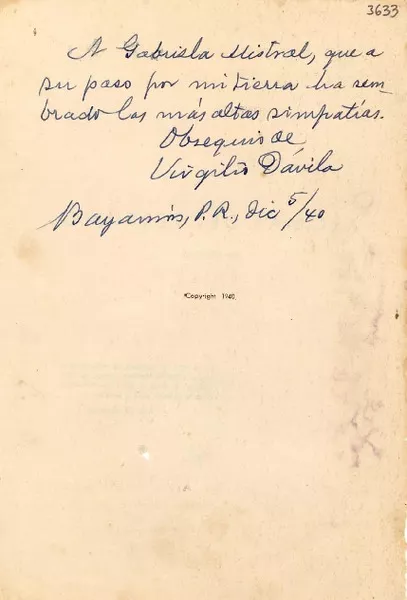 3633
A Gabriela Mistral, que a
su paso por mi tierra ha sem-
brado las más altas simpatías.
Obsequio de
Virgilio Dávila
Bayamón, P.R., Dic 5/40
Copyright 1940.